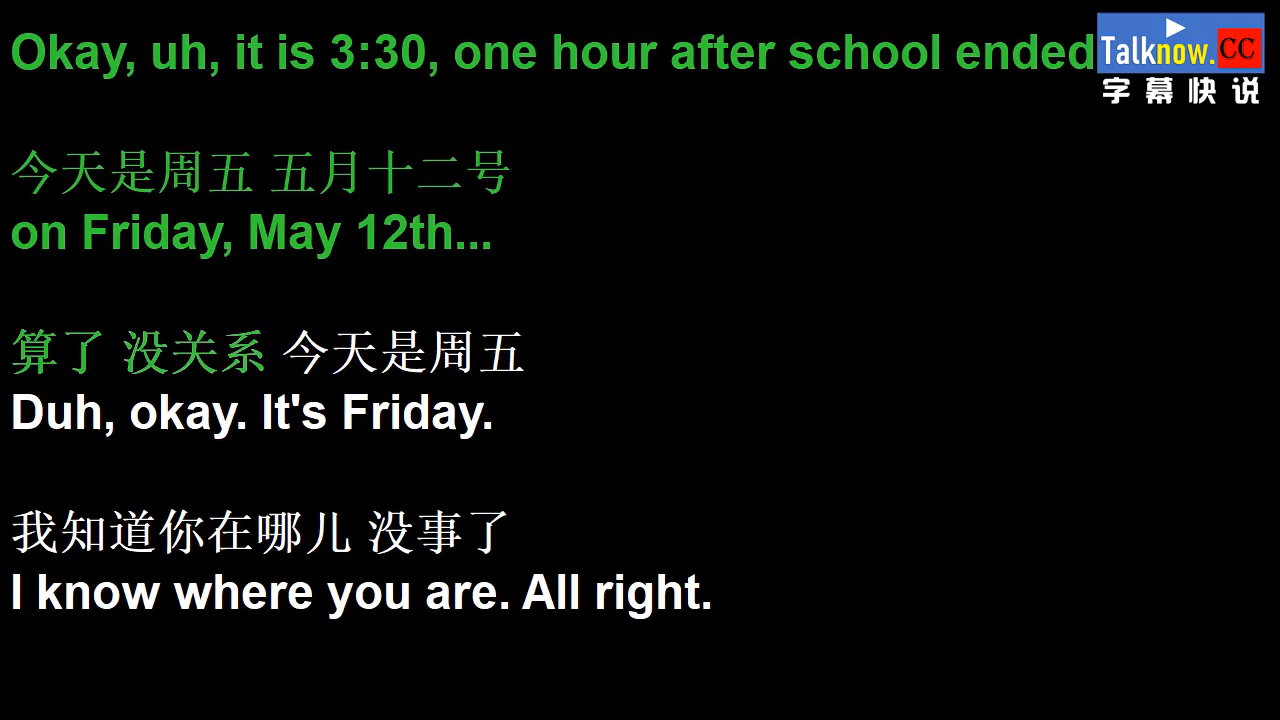 Okay, uh, it is 3:30, one hour after school ended
Talknow.CC
字幕快说
今天是周五 五月十二号
on Friday, May 12th...
算了 没关系 今天是周五
Duh, okay. It's Friday.
我知道你在哪儿 没事了
I know where you are. All right.